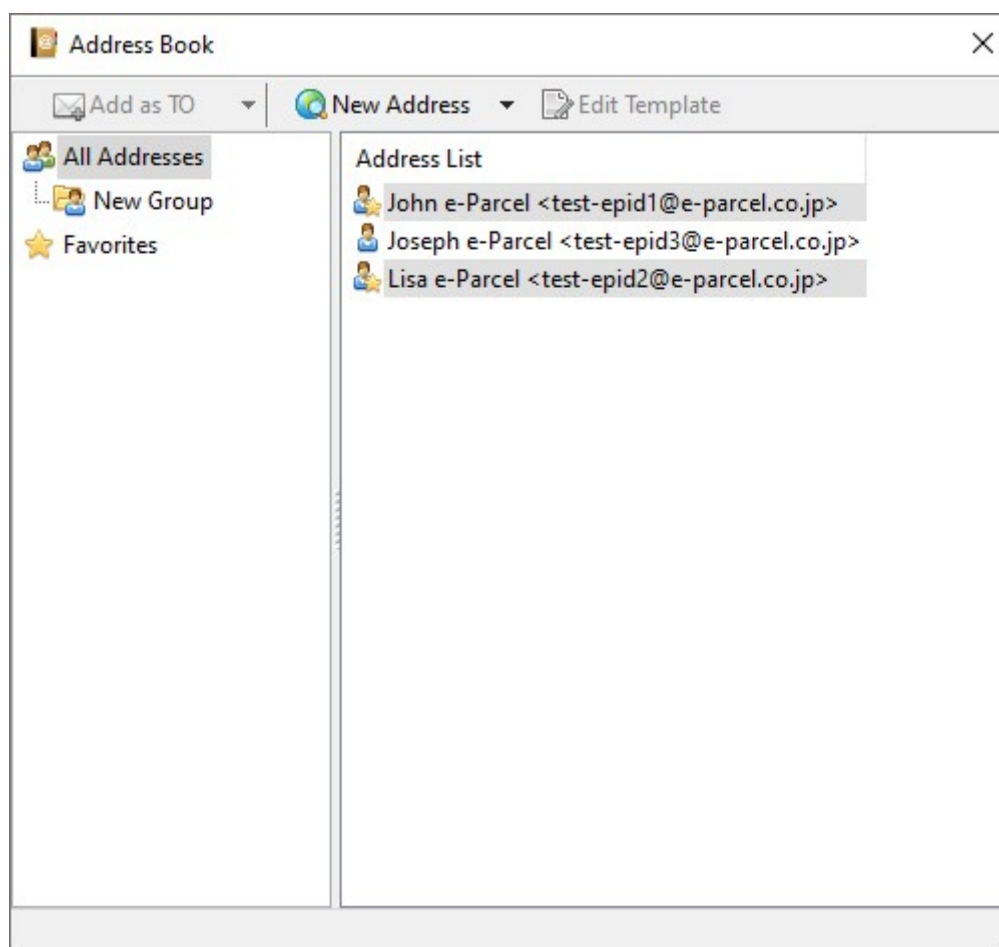 Address Book
Add as TO New Address Edit Template
All Addresses
New Group
Favorites
Address List
John e-Parcel <test-epid1@e-parcel.co.jp>
Joseph e-Parcel <test-epid3@e-parcel.co.jp>
Lisa e-Parcel <test-epid2@e-parcel.co.jp>